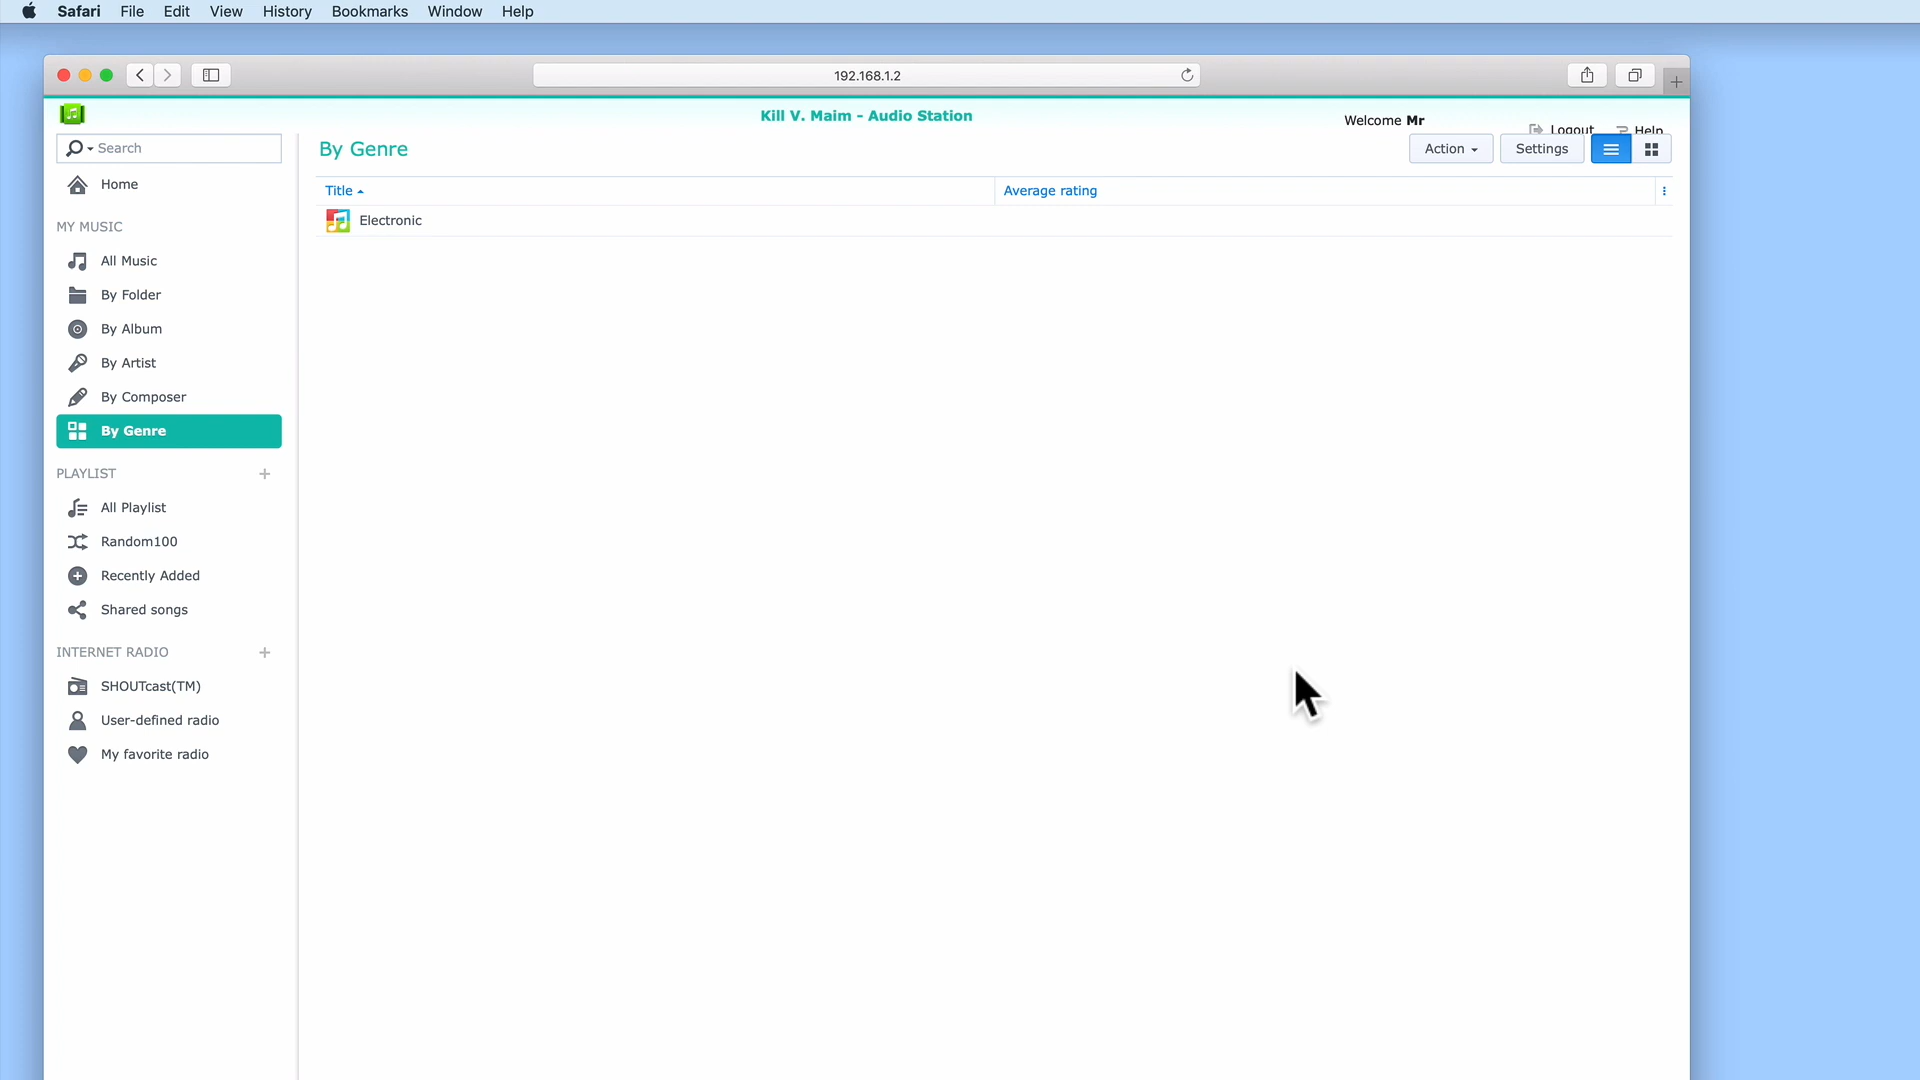 Safari File Edit View History Bookmarks Window Help
192.168.1.2
Kill V. Maim - Audio Station
Welcome Mr
Logout Help
Search
By Genre
Action Settings
Home
Title Average rating
Electronic
MY MUSIC
All Music
By Folder
By Album
By Artist
By Composer
By Genre
PLAYLIST
All Playlist
Random100
Recently Added
Shared songs
INTERNET RADIO
SHOUTcast(TM)
User-defined radio
My favorite radio